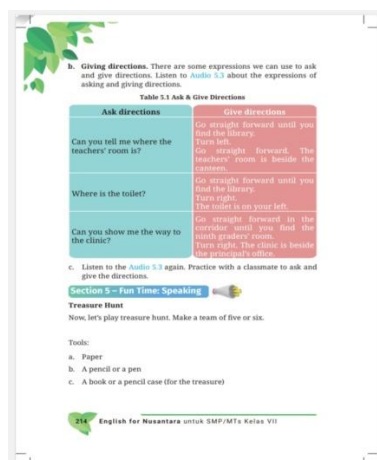 b. Giving directions. There are some expressions we can use to ask
and give directions. Listen to Audio 5.3 about the expressions of
asking and giving directions.
Table 5.1 Ask & Give Directions
Ask directions
Give directions
Can you tell me where the
teachers' room is?
Go straight forward until you
find the library.
Turn left.
Go straight forward. The
teachers' room is beside the
canteen.
Where is the toilet?
Go straight forward until you
find the library.
Turn right.
The toilet is on your left.
Can you show me the way to
the clinic?
Go straight forward in the
corridor until you find the
ninth graders' room.
Turn right. The clinic is beside
the principal's office.
c. Listen to the Audio 5.3 again. Practice with a classmate to ask and
give the directions.
Section 5 – Fun Time: Speaking
Treasure Hunt
Now, let's play treasure hunt. Make a team of five or six.
Tools:
a. Paper
b. A pencil or a pen
c. A book or a pencil case (for the treasure)
214 English for Nusantara untuk SMP/MTs Kelas VII